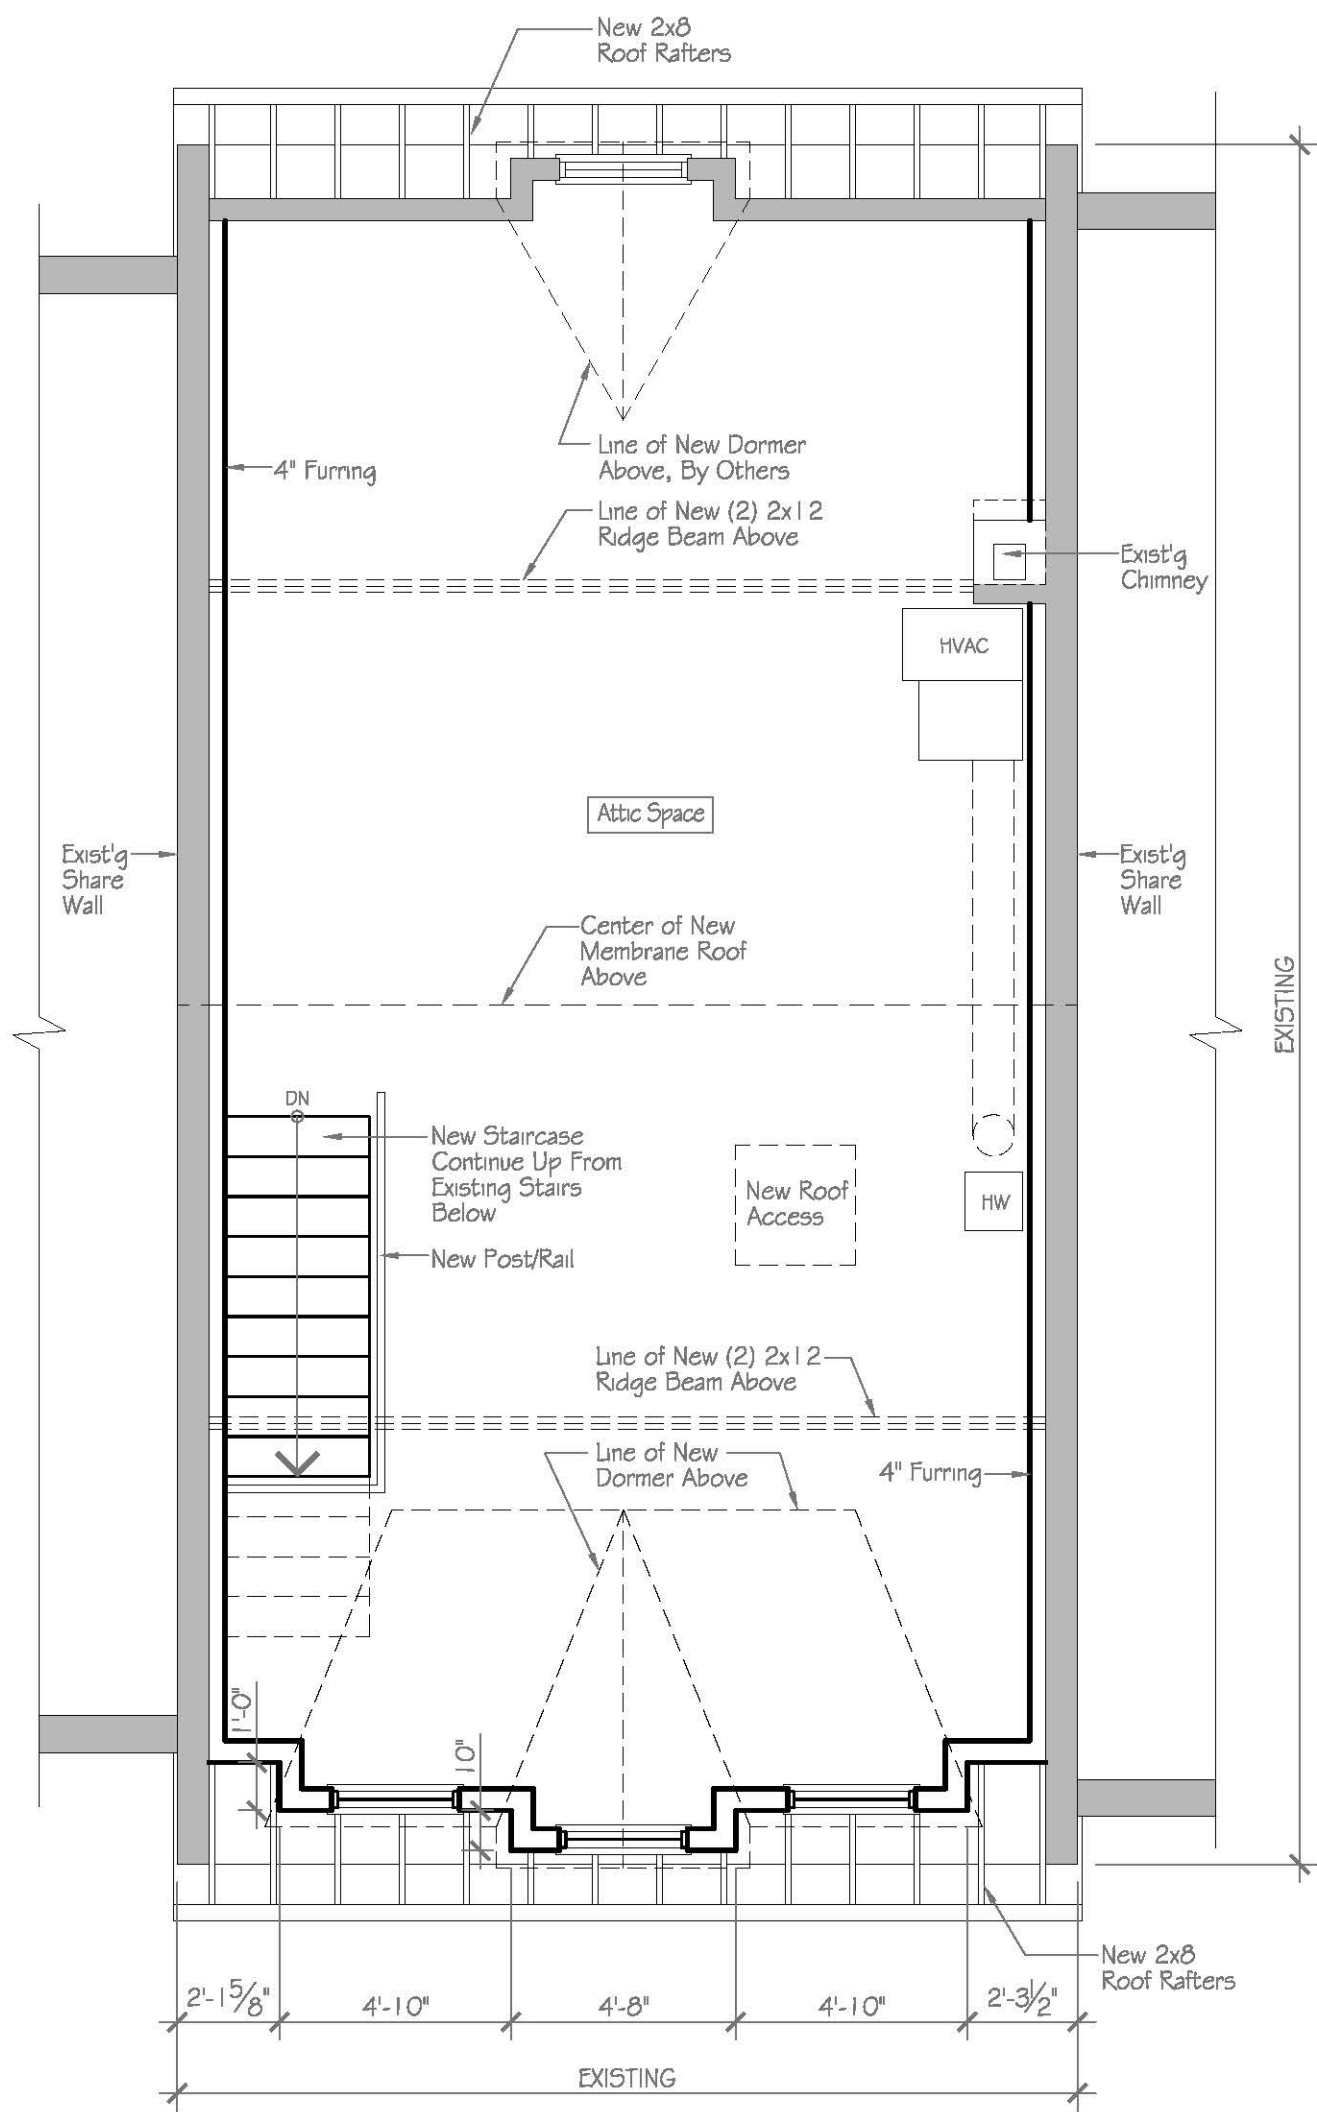 New 2x8
Roof Rafters
Line of New Dormer
Above, By Others
4" Furring
Line of New (2) 2x12
Ridge Beam Above
Exist'g
Chimney
HVAC
Attic Space
Exist'g
Share
Wall
Exist'g
Share
Wall
Center of New
Membrane Roof
Above
EXISTING
DN
New Staircase
Continue Up From
Existing Stairs
Below
New Roof
Access
HW
New Post/Rail
Line of New (2) 2x12
Ridge Beam Above
Line of New
Dormer Above
4" Furring
1'-0"
10"
New 2x8
Roof Rafters
2'-1 5/8"
4'-10"
4'-8"
4'-10"
2'-3 1/2"
EXISTING